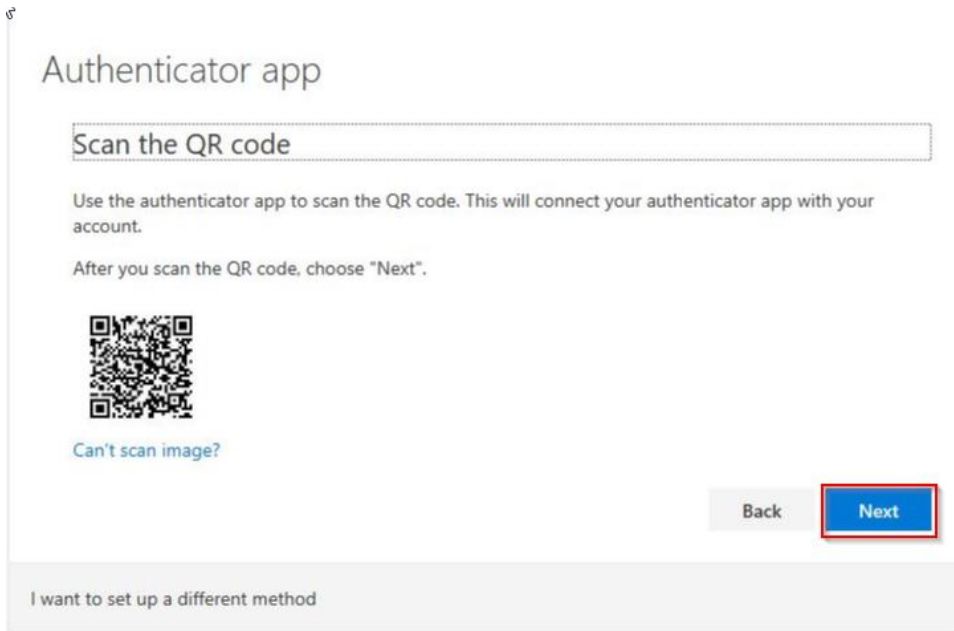 Authenticator app
Scan the QR code
Use the authenticator app to scan the QR code. This will connect your authenticator app with your
account.
After you scan the QR code, choose "Next".
Can't scan image?
Back
Next
I want to set up a different method